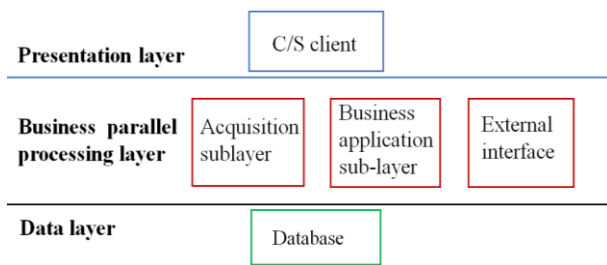 C/S client
Presentation layer
Business parallel
processing layer
Acquisition
sublayer
Business
application
sub-layer
External
interface
Data layer
Database